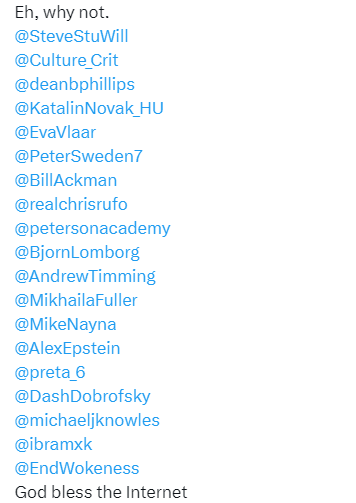 Eh, why not.
@SteveStuWill
@Culture_Crit
@deanbphillips
@KatalinNovak_HU
@EvaVlaar
@PeterSweden7
@BillAckman
@realchrisrufo
@petersonacademy
@BjornLomborg
@AndrewTimming
@MikhailaFuller
@MikeNayna
@AlexEpstein
@preta_6
@DashDobrofsky
@michaeljknowles
@ibramxk
@EndWokeness
God bless the Internet